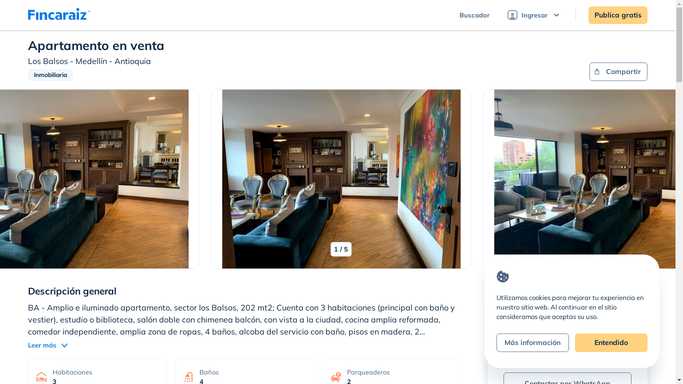 Fincaraiz
Buscador
Ingresar
Publica gratis
Apartamento en venta
Los Balsos - Medellín - Antioquia
Inmobiliaria
Compartir
1 / 5
Descripción general
BA - Amplio e iluminado apartamento, sector los Balsos, 202 mt2; Cuenta con 3 habitaciones (principal con baño y
vestier), estudio o biblioteca, salón doble con chimenea balcón, con vista a la ciudad, cocina amplia reformada,
comedor independiente, amplia zona de ropas, 4 baños, alcoba del servicio con baño, pisos en madera, 2...
Leer más
Habitaciones
3
Baños
4
Parqueaderos
2
Utilizamos cookies para mejorar tu experiencia en
nuestro sitio web. Al continuar en el sitio
consideramos que aceptas su uso.
Más información
Entendido
Contactar por WhatsApp